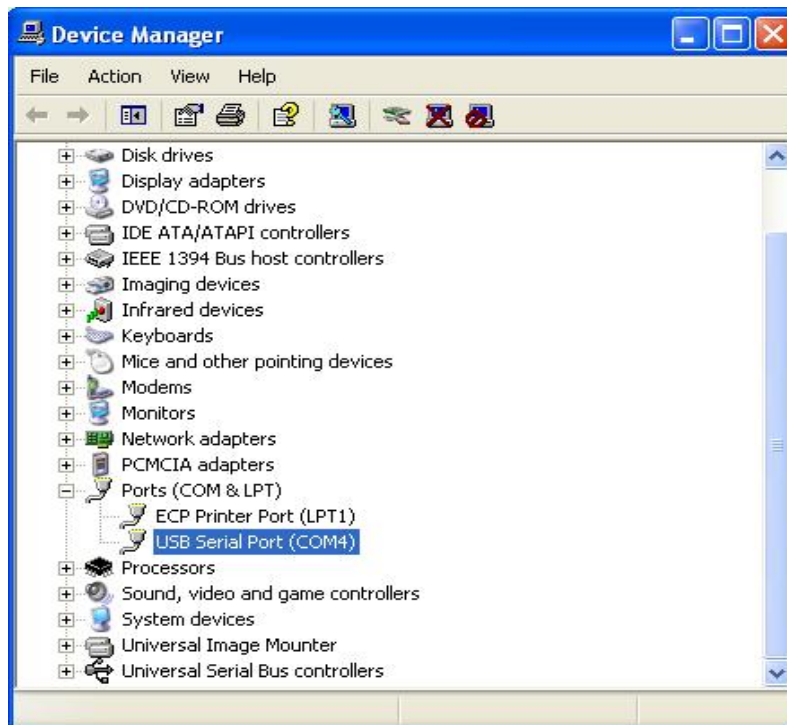 Device Manager
File Action View Help
Disk drives
Display adapters
DVD/CD-ROM drives
IDE ATA/ATAPI controllers
IEEE 1394 Bus host controllers
Imaging devices
Infrared devices
Keyboards
Mice and other pointing devices
Modems
Monitors
Network adapters
PCMCIA adapters
Ports (COM & LPT)
ECP Printer Port (LPT1)
USB Serial Port (COM4)
Processors
Sound, video and game controllers
System devices
Universal Image Mounter
Universal Serial Bus controllers